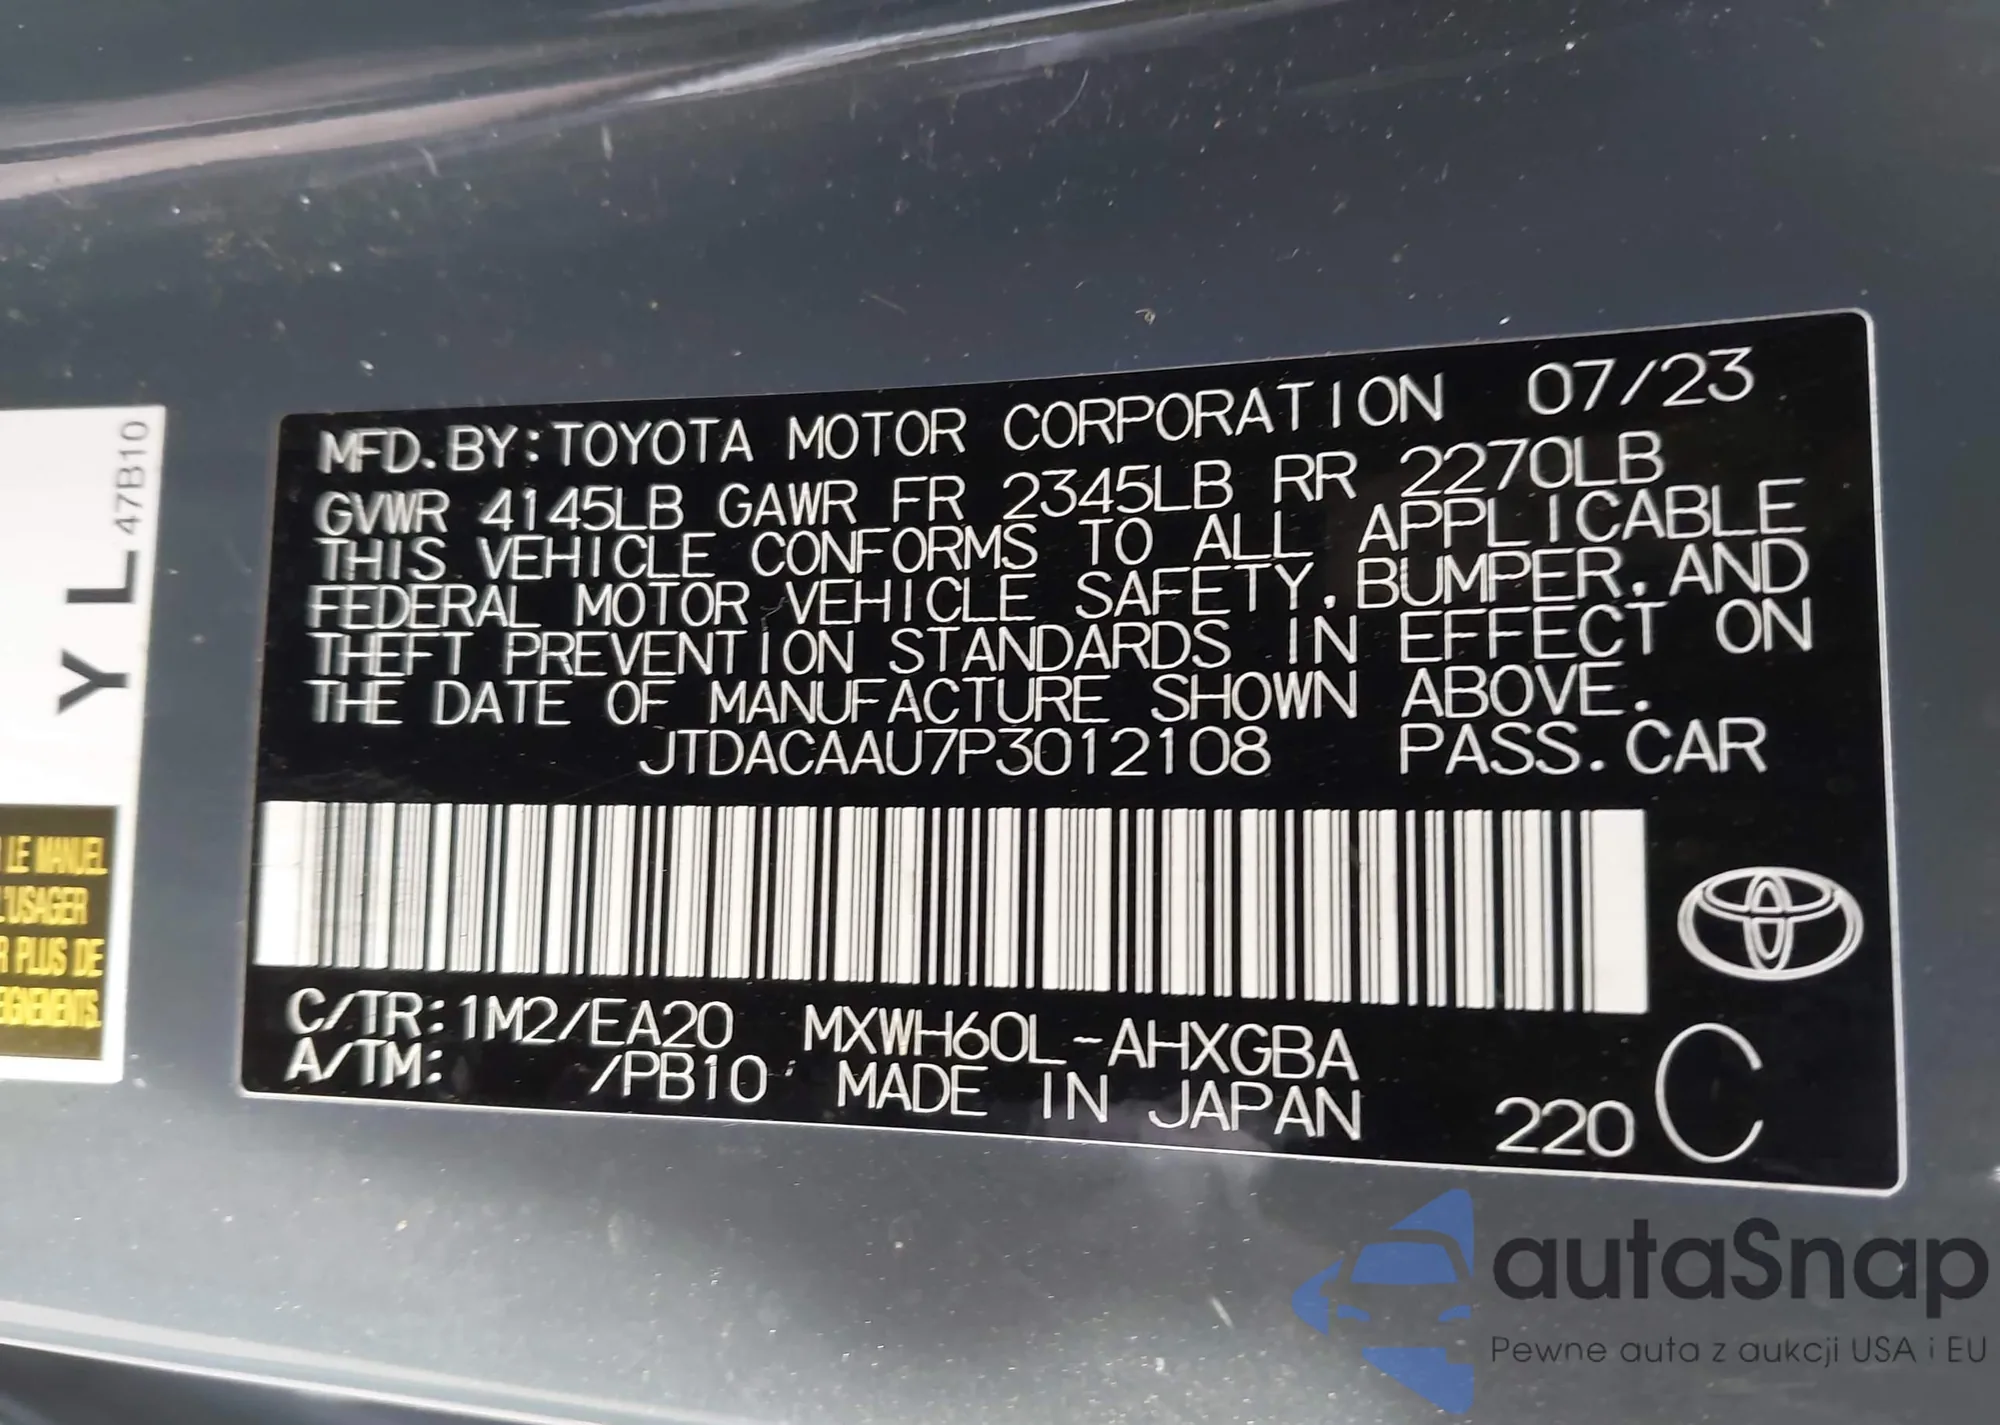 MFD. BY: TOYOTA MOTOR CORPORATION 07/23
GVWR 4145LB GAWR FR 2345LB RR 2270LB
THIS VEHICLE CONFORMS TO ALL APPLICABLE
FEDERAL MOTOR VEHICLE SAFETY, BUMPER, AND
THEFT PREVENTION STANDARDS IN EFFECT ON
THE DATE OF MANUFACTURE SHOWN ABOVE.
JTDACAAU7P3012108 PASS. CAR
C/TR: 1M2/EA20 MXWH60L-AHXGBA
A/TM: /PB10 MADE IN JAPAN
220 C
YL 47B10
LE MANUEL
L'USAGER
PLUS DE
autaSnap
Pewne auta z aukcji USA i EU